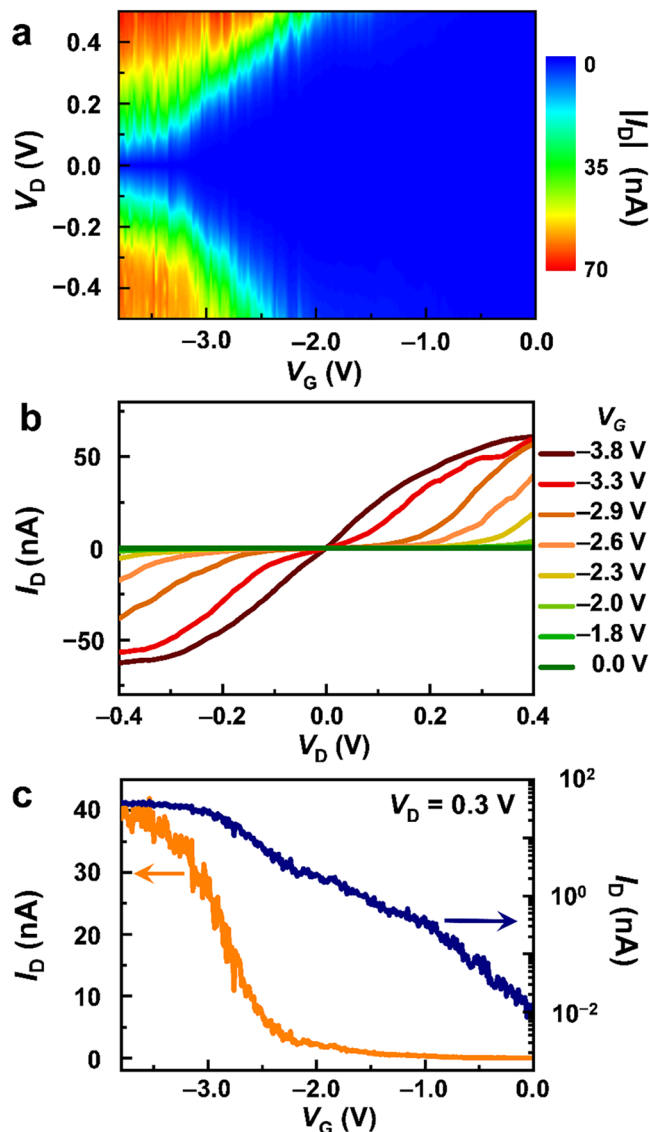 a
0.4
0.2
0.0
−0.2
−0.4
V_D (V)
−3.0 −2.0 −1.0 0.0
V_G (V)
0
35
70
|I_D| (nA)
b
50
0
−50
I_D (nA)
−0.4 −0.2 0.0 0.2 0.4
V_D (V)
V_G
−3.8 V
−3.3 V
−2.9 V
−2.6 V
−2.3 V
−2.0 V
−1.8 V
0.0 V
c
V_D = 0.3 V
40
30
20
10
0
I_D (nA)
10²
10⁰
10⁻²
I_D (nA)
−3.0 −2.0 −1.0 0.0
V_G (V)